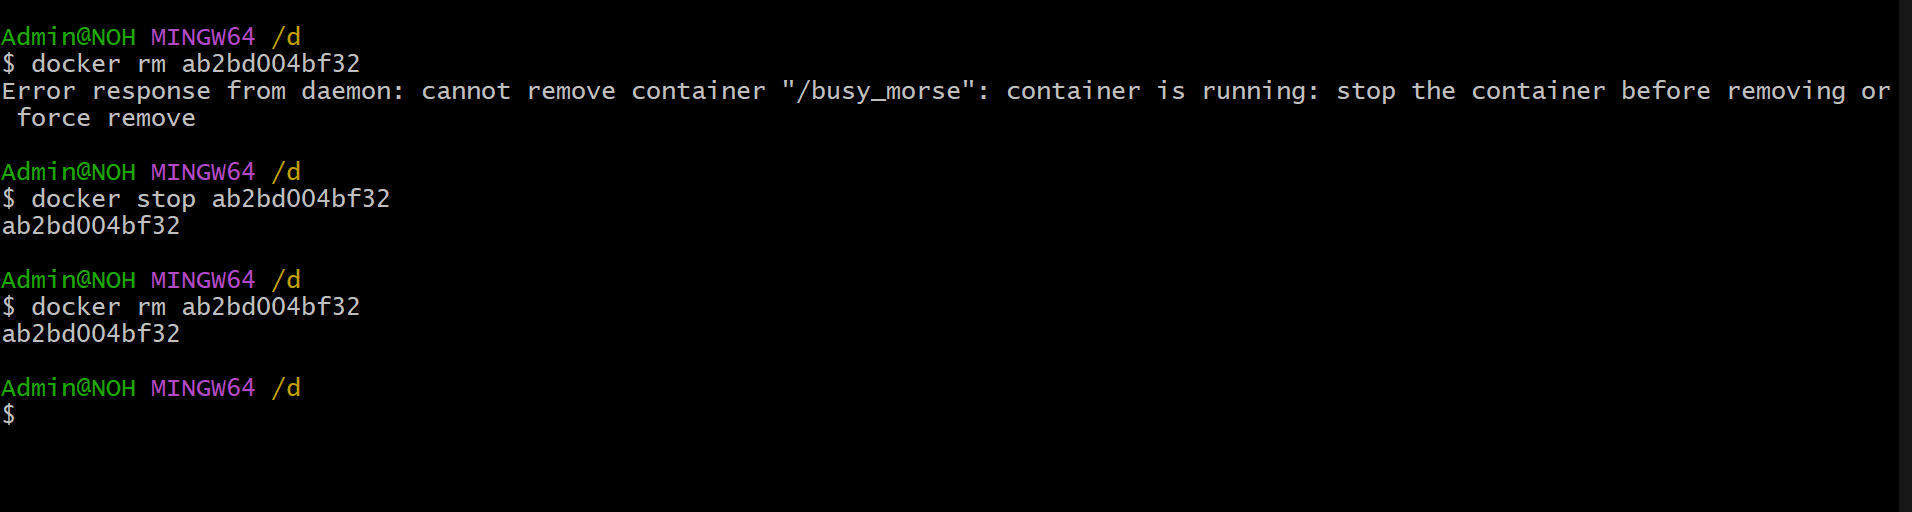 Admin@NOH MINGW64 /d
$ docker rm ab2bd004bf32
Error response from daemon: cannot remove container "/busy_morse": container is running: stop the container before removing or
 force remove
Admin@NOH MINGW64 /d
$ docker stop ab2bd004bf32
ab2bd004bf32
Admin@NOH MINGW64 /d
$ docker rm ab2bd004bf32
ab2bd004bf32
Admin@NOH MINGW64 /d
$